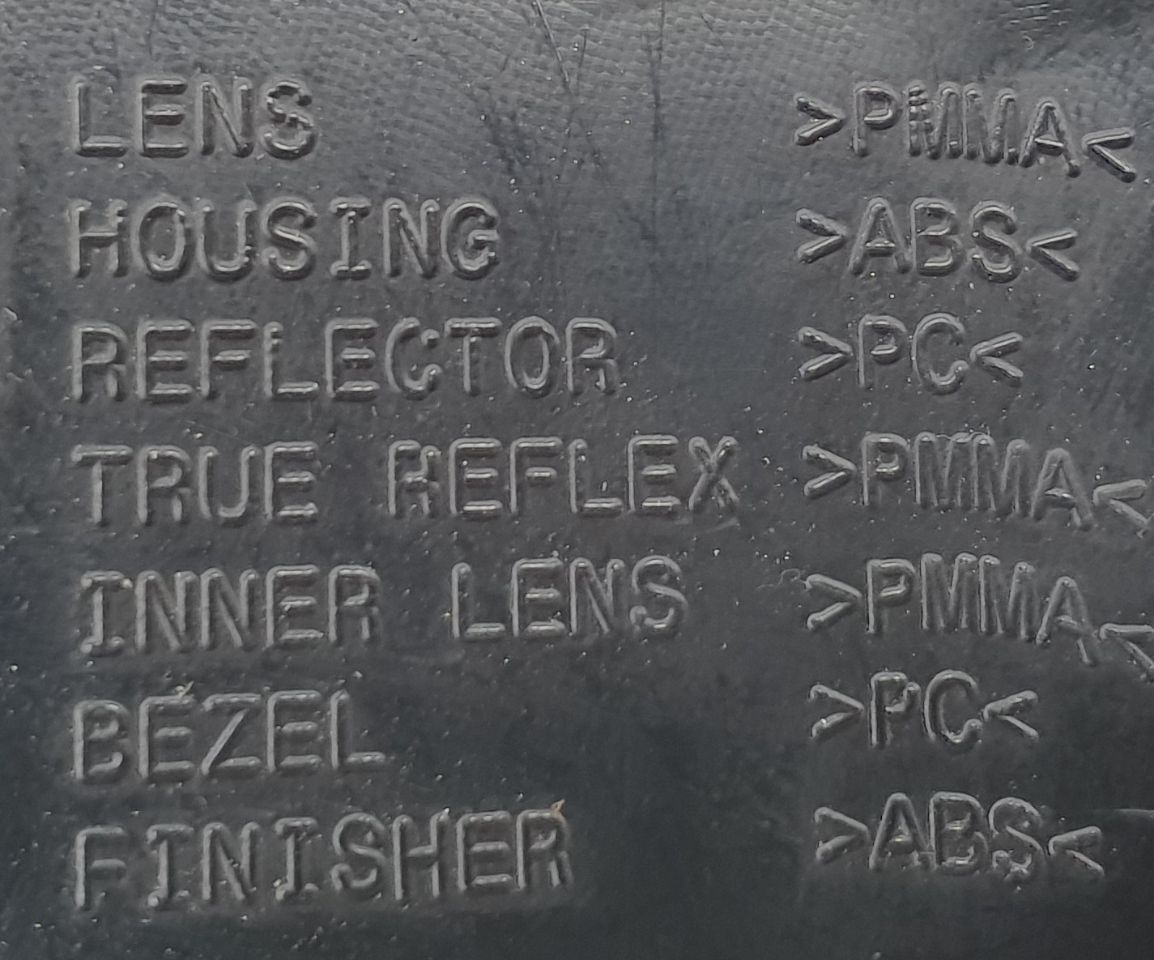 LENS >PMMA<
HOUSING >ABS<
REFLECTOR >PC<
TRUE REFLEX >PMMA<
INNER LENS >PMMA<
BEZEL >PC<
FINISHER >ABS<